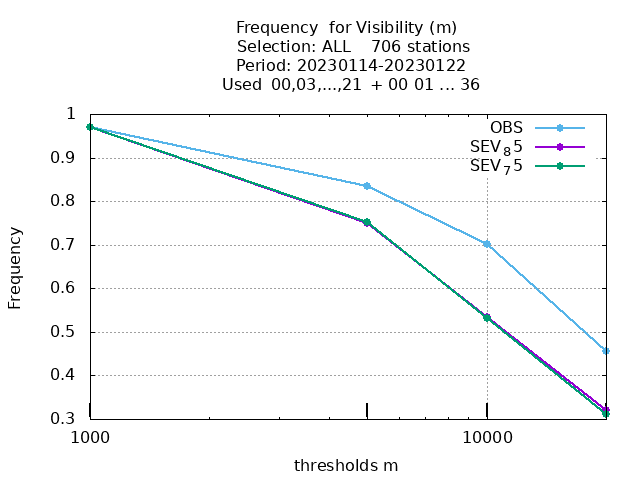 Frequency  for Visibility (m)
Selection: ALL    706 stations
Period: 20230114-20230122
Used  00,03,...,21  + 00 01 ... 36
1
0.9
0.8
0.7
0.6
0.5
0.4
0.3
Frequency
OBS
SEV₈5
SEV₇5
1000
10000
thresholds m